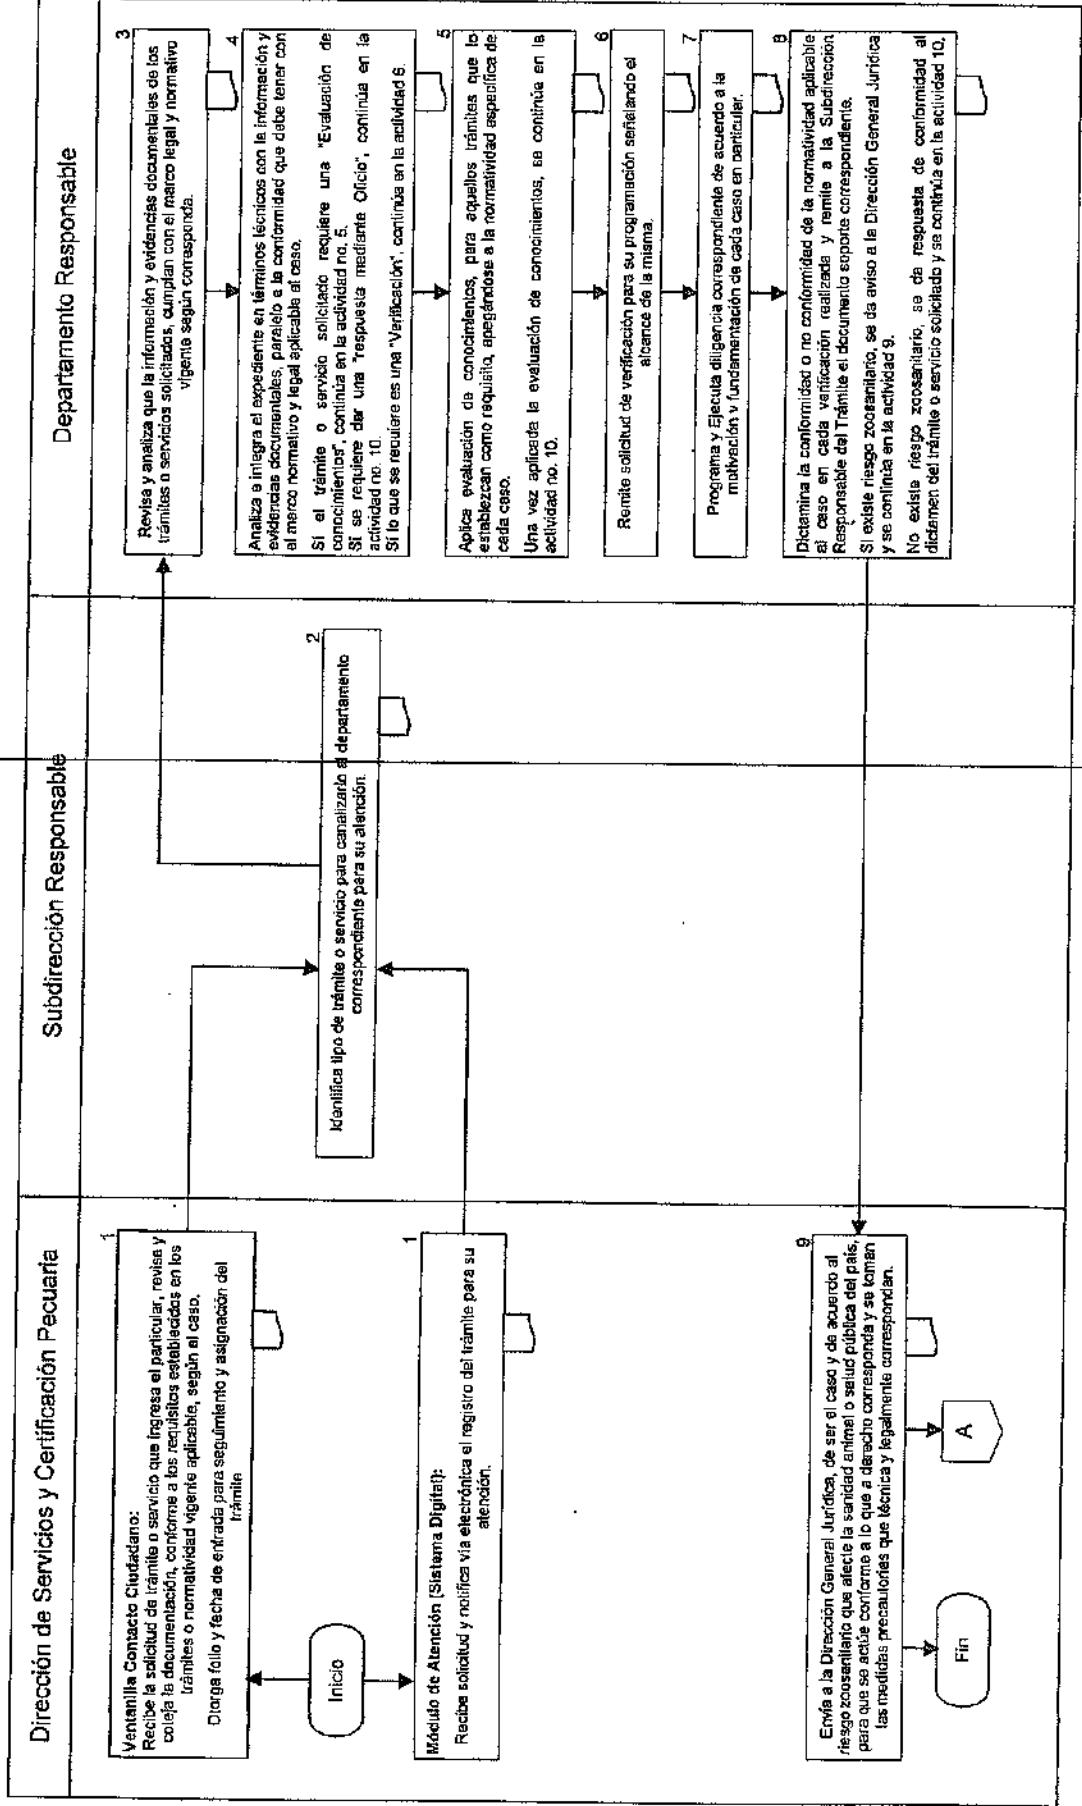 Dirección de Servicios y Certificación Pecuaria
Subdirección Responsable
Departamento Responsable
1
Ventanilla Contacto Ciudadano:
Recibe la solicitud de trámite o servicio que ingresa el particular, revisa y
coteja la documentación, conforme a los requisitos establecidos en los
trámites o normatividad vigente aplicable, según el caso.
Otorga folio y fecha de entrada para seguimiento y asignación del
trámite
Inicio
1
Módulo de Atención (Sistema Digital):
Recibe solicitud y notifica vía electrónica el registro del trámite para su
atención.
2
Identifica tipo de trámite o servicio para canalizarlo al departamento
correspondiente para su atención.
3
Revisa y analiza que la información y evidencias documentales de los
trámites o servicios solicitados, cumplan con el marco legal y normativo
vigente según corresponda.
4
Analiza e integra el expediente en términos técnicos con la información y
evidencias documentales, paralelo a la conformidad que debe tener con
el marco normativo y legal aplicable al caso.
Sí el trámite o servicio solicitado requiere una "Evaluación de
conocimientos", continúa en la actividad no. 5.
Sí se requiere dar una "respuesta mediante Oficio", continúa en la
actividad no. 10.
Sí lo que se requiere es una "Verificación", continúa en la actividad 6.
5
Aplica evaluación de conocimientos, para aquellos trámites que lo
establezcan como requisito, apegándose a la normatividad específica de
cada caso.
Una vez aplicada la evaluación de conocimientos, se continúe en la
actividad no. 10.
6
Remite solicitud de verificación para su programación señalando el
alcance de la misma.
7
Programa y Ejecuta diligencia correspondiente de acuerdo a la
motivación y fundamentación de cada caso en particular.
8
Dictamina la conformidad o no conformidad de la normatividad aplicable
al caso en cada verificación realizada y remite a la Subdirección
Responsable del Trámite el documento soporte correspondiente.
Si existe riesgo zoosanitario, se da aviso a la Dirección General Jurídica
y se continúa en la actividad 9.
No existe riesgo zoosanitario, se da respuesta de conformidad al
dictamen del trámite o servicio solicitado y se continúa en la actividad 10.
9
Envía a la Dirección General Jurídica, de ser el caso y de acuerdo al
riesgo zoosanitario que afecte la sanidad animal o salud pública del país,
para que se actúe conforme a lo que a derecho corresponda y se toman
las medidas precautorias que técnica y legalmente correspondan.
Fin
A